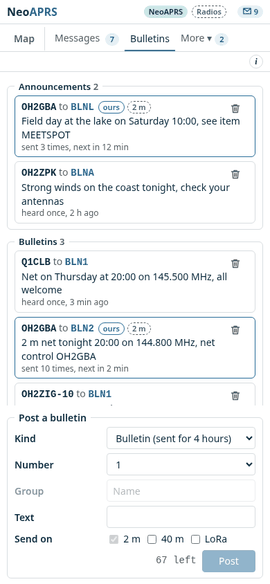 NeoAPRS NeoAPRS Radios 9
Map Messages 7 Bulletins More ▾ 2
i
Announcements 2
OH2GBA to BLNL ours 2 m
Field day at the lake on Saturday 10:00, see item
MEETSPOT
sent 3 times, next in 12 min
OH2ZPK to BLNA
Strong winds on the coast tonight, check your
antennas
heard once, 2 h ago
Bulletins 3
Q1CLB to BLN1
Net on Thursday at 20:00 on 145.500 MHz, all
welcome
heard once, 3 min ago
OH2GBA to BLN2 ours 2 m
2 m net tonight 20:00 on 144.800 MHz, net
control OH2GBA
sent 10 times, next in 2 min
OH2ZIG-10 to BLN1
Post a bulletin
Kind Bulletin (sent for 4 hours)
Number 1
Group Name
Text
Send on 2 m 40 m LoRa
67 left Post